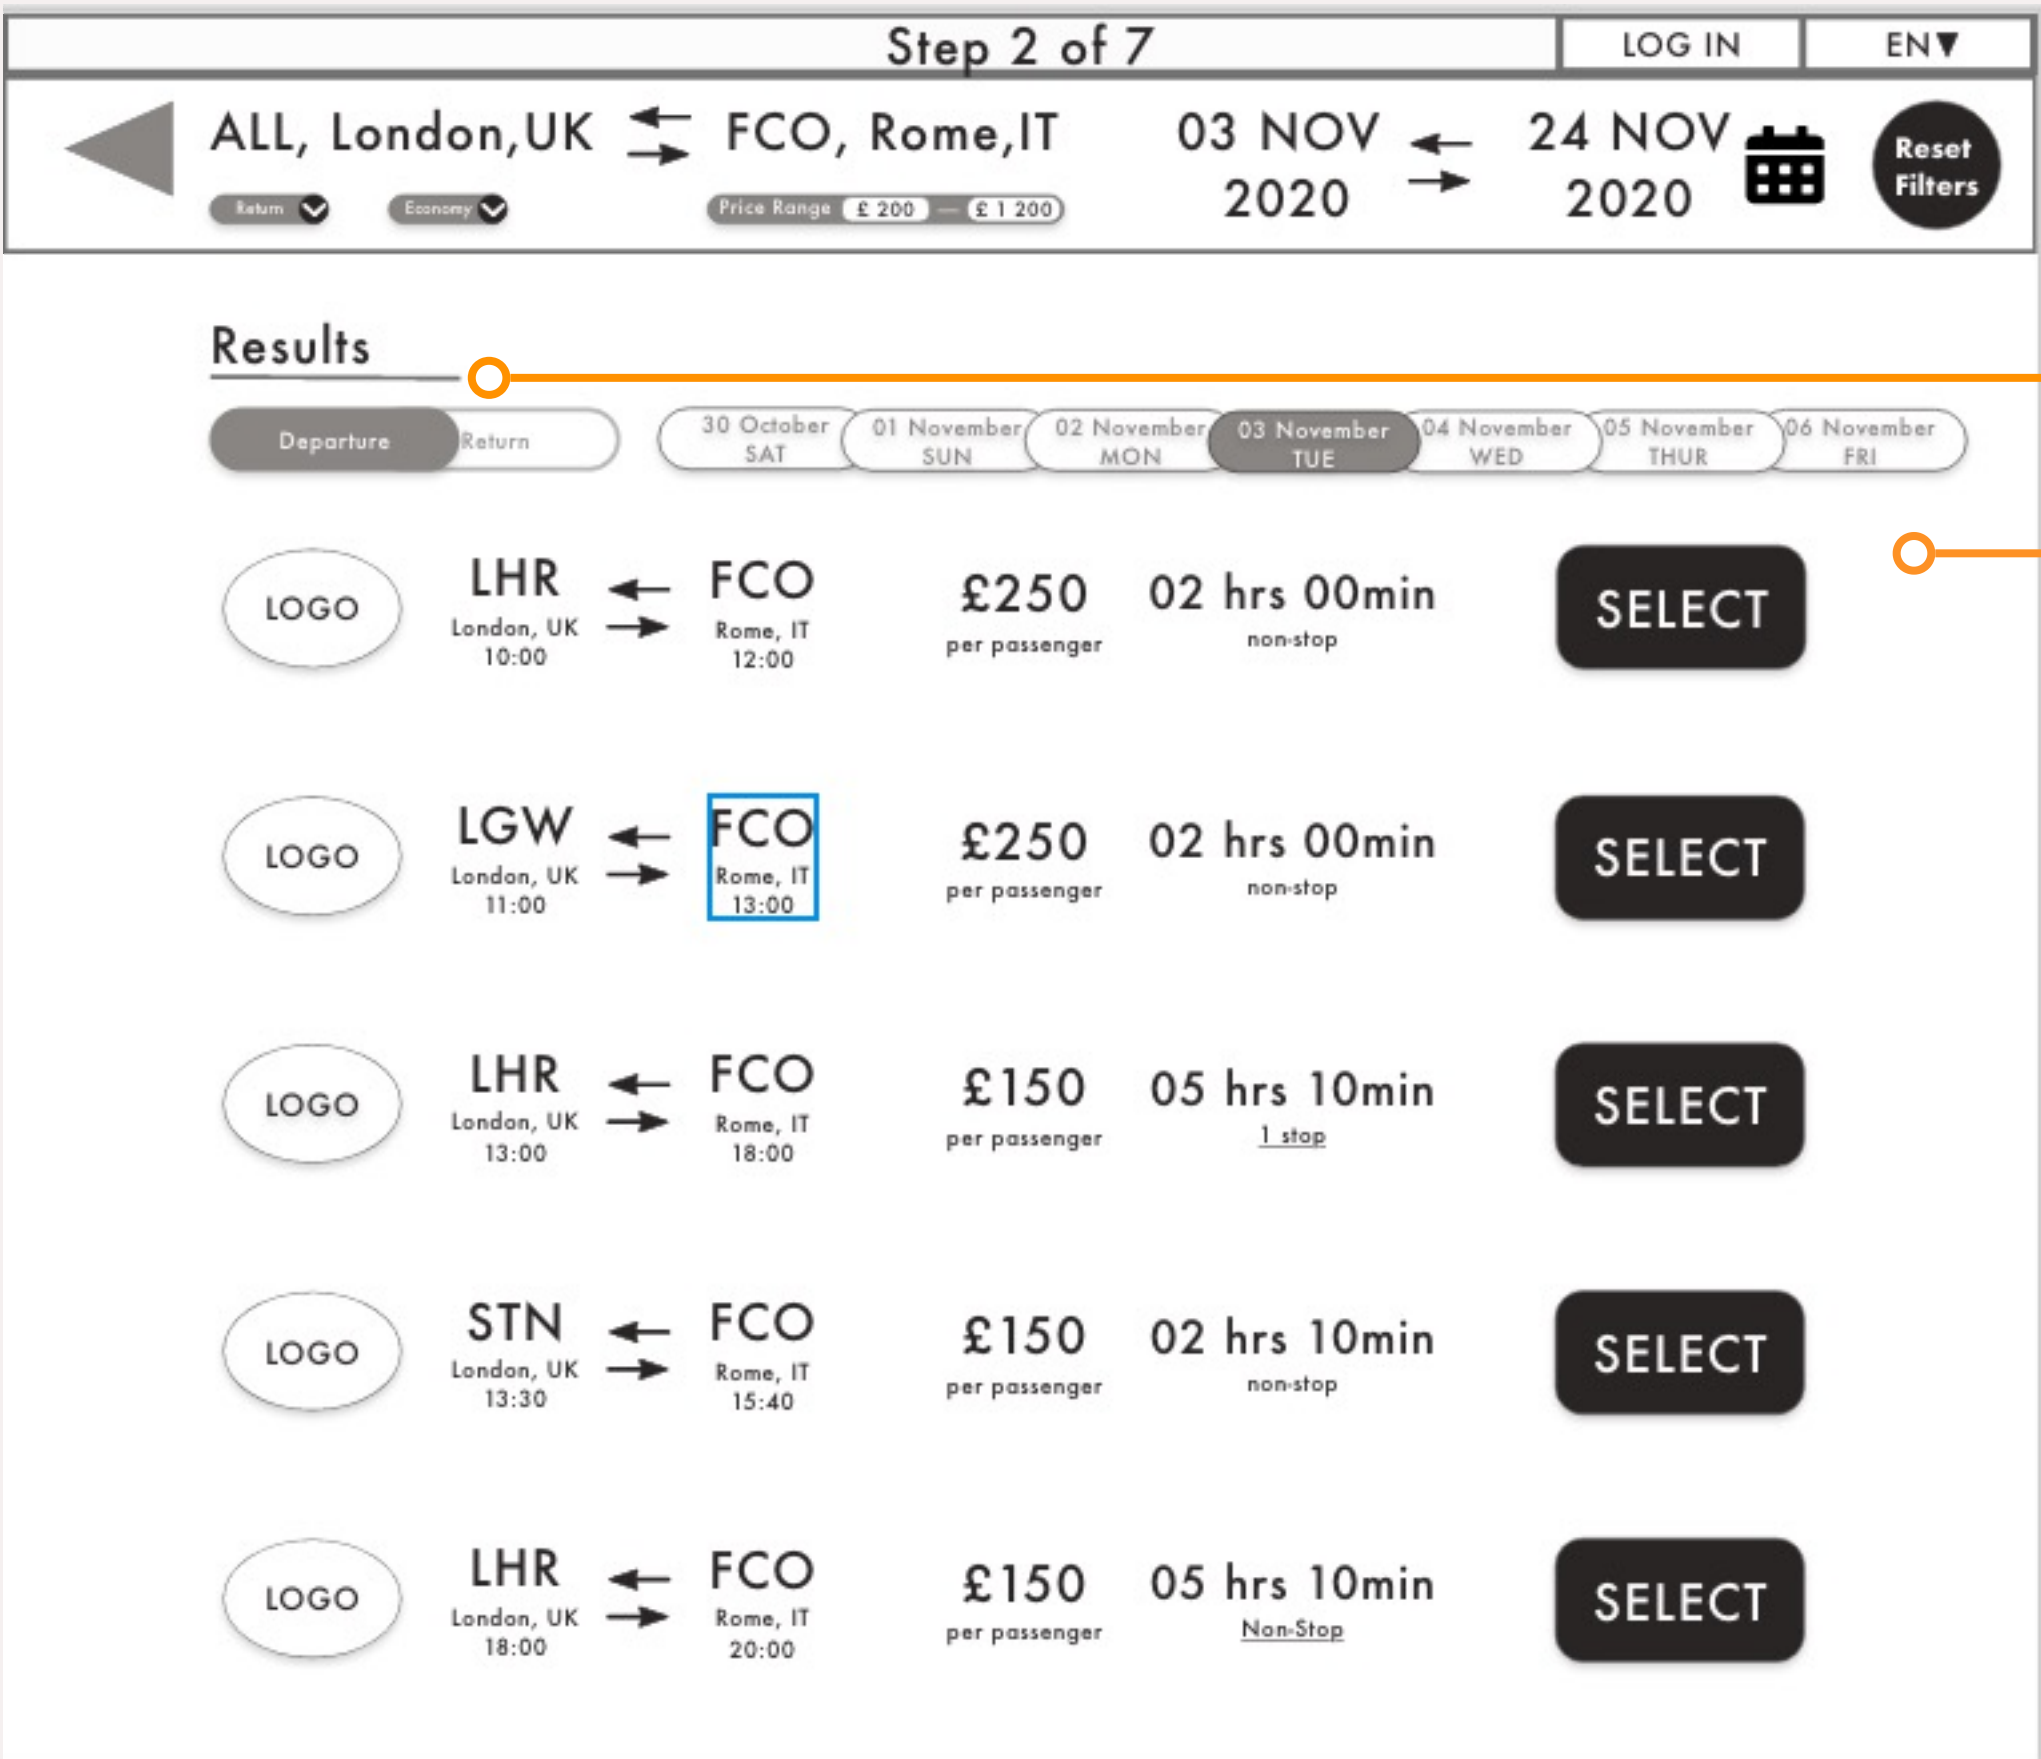 Step 2 of 7
LOG IN
EN▼
ALL, London,UK
FCO, Rome,IT
03 NOV
2020
24 NOV
2020
Reset
Filters
Return
Economy
Price Range £ 200 — £ 1 200
Results
Departure
Return
30 October
SAT
01 November
SUN
02 November
MON
03 November
TUE
04 November
WED
05 November
THUR
06 November
FRI
LOGO
LHR
London, UK
10:00
FCO
Rome, IT
12:00
£250
per passenger
02 hrs 00min
non-stop
SELECT
LOGO
LGW
London, UK
11:00
FCO
Rome, IT
13:00
£250
per passenger
02 hrs 00min
non-stop
SELECT
LOGO
LHR
London, UK
13:00
FCO
Rome, IT
18:00
£150
per passenger
05 hrs 10min
1 stop
SELECT
LOGO
STN
London, UK
13:30
FCO
Rome, IT
15:40
£150
per passenger
02 hrs 10min
non-stop
SELECT
LOGO
LHR
London, UK
18:00
FCO
Rome, IT
20:00
£150
per passenger
05 hrs 10min
Non-Stop
SELECT